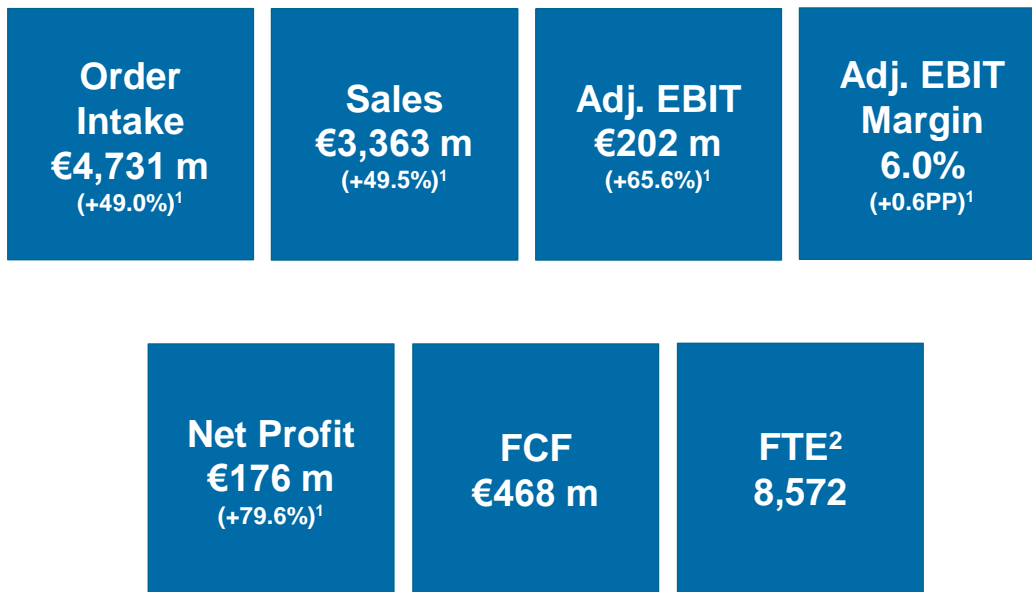 Order
Intake
€4,731 m
(+49.0%)¹
Sales
€3,363 m
(+49.5%)¹
Adj. EBIT
€202 m
(+65.6%)¹
Adj. EBIT
Margin
6.0%
(+0.6PP)¹
Net Profit
€176 m
(+79.6%)¹
FCF
€468 m
FTE²
8,572